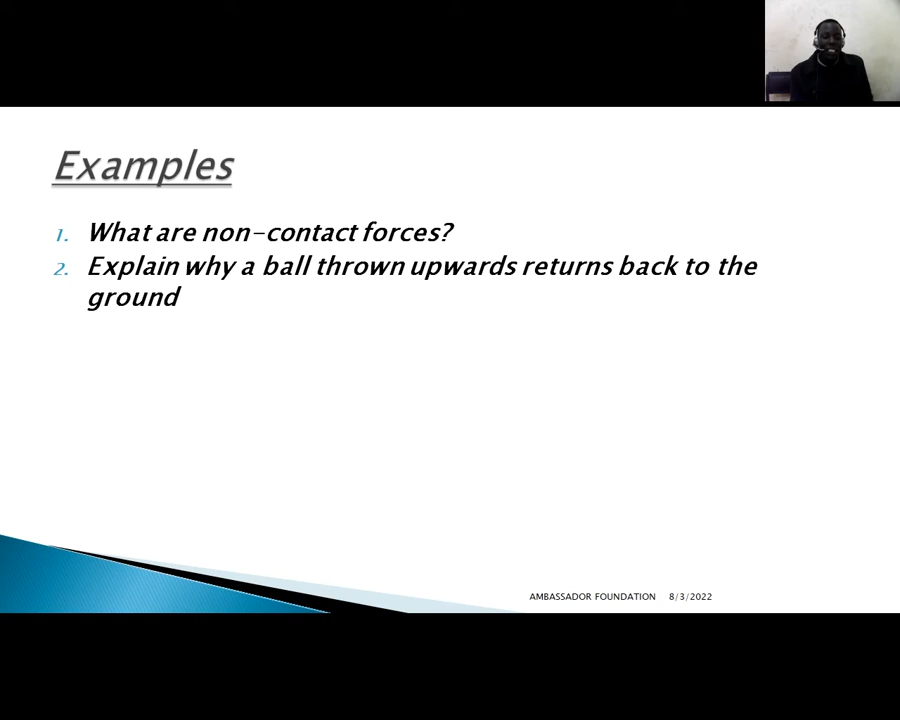 Examples
1. What are non-contact forces?
2. Explain why a ball thrown upwards returns back to the
ground
AMBASSADOR FOUNDATION 8/3/2022